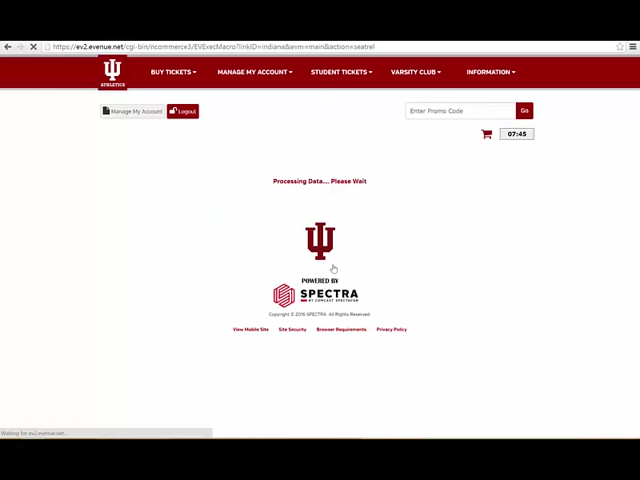 https://ev2.evenue.net/cgi-bin/ncommerce3/EVExecMacro?linkID=indiana&evm=main&action=seatrel
ATHLETICS
BUY TICKETS MANAGE MY ACCOUNT STUDENT TICKETS VARSITY CLUB INFORMATION
Manage My Account Logout Enter Promo Code Go
07:45
Processing Data.... Please Wait
POWERED BY
SPECTRA
BY COMCAST SPECTACOR
Copyright © 2016 SPECTRA. All Rights Reserved.
View Mobile Site Site Security Browser Requirements Privacy Policy
Waiting for ev2.evenue.net...